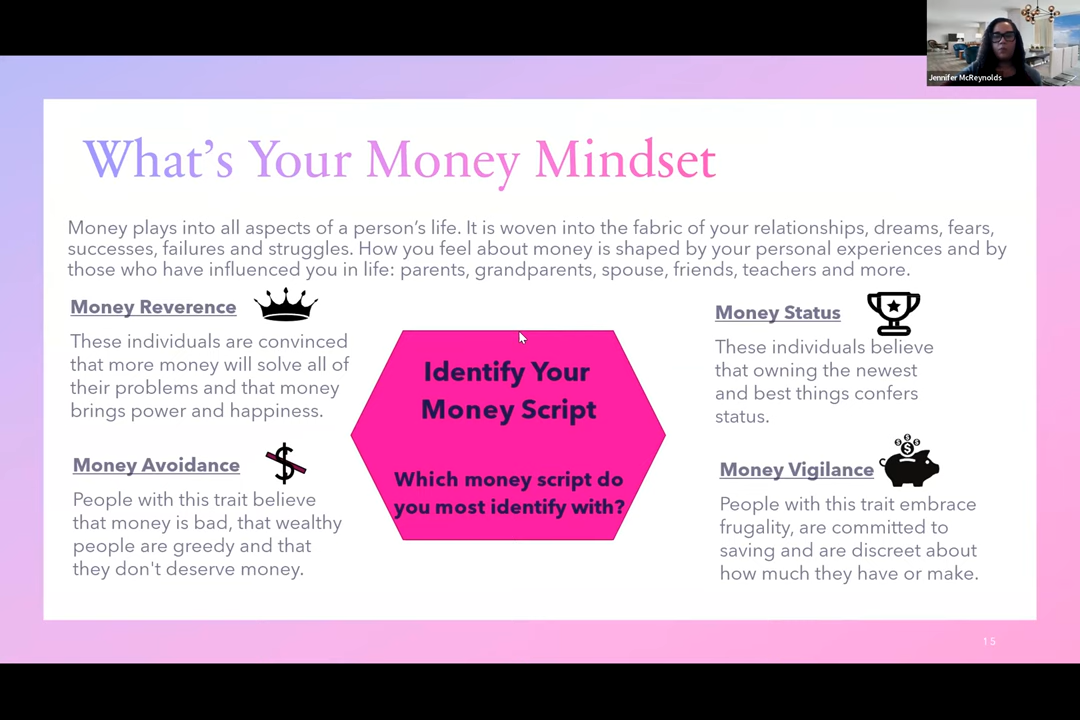 Jennifer McReynolds
What's Your Money Mindset
Money plays into all aspects of a person's life. It is woven into the fabric of your relationships, dreams, fears,
successes, failures and struggles. How you feel about money is shaped by your personal experiences and by
those who have influenced you in life: parents, grandparents, spouse, friends, teachers and more.
Money Reverence
These individuals are convinced
that more money will solve all of
their problems and that money
brings power and happiness.
Money Avoidance
People with this trait believe
that money is bad, that wealthy
people are greedy and that
they don't deserve money.
Identify Your
Money Script
Which money script do
you most identify with?
Money Status
These individuals believe
that owning the newest
and best things confers
status.
Money Vigilance
People with this trait embrace
frugality, are committed to
saving and are discreet about
how much they have or make.
15